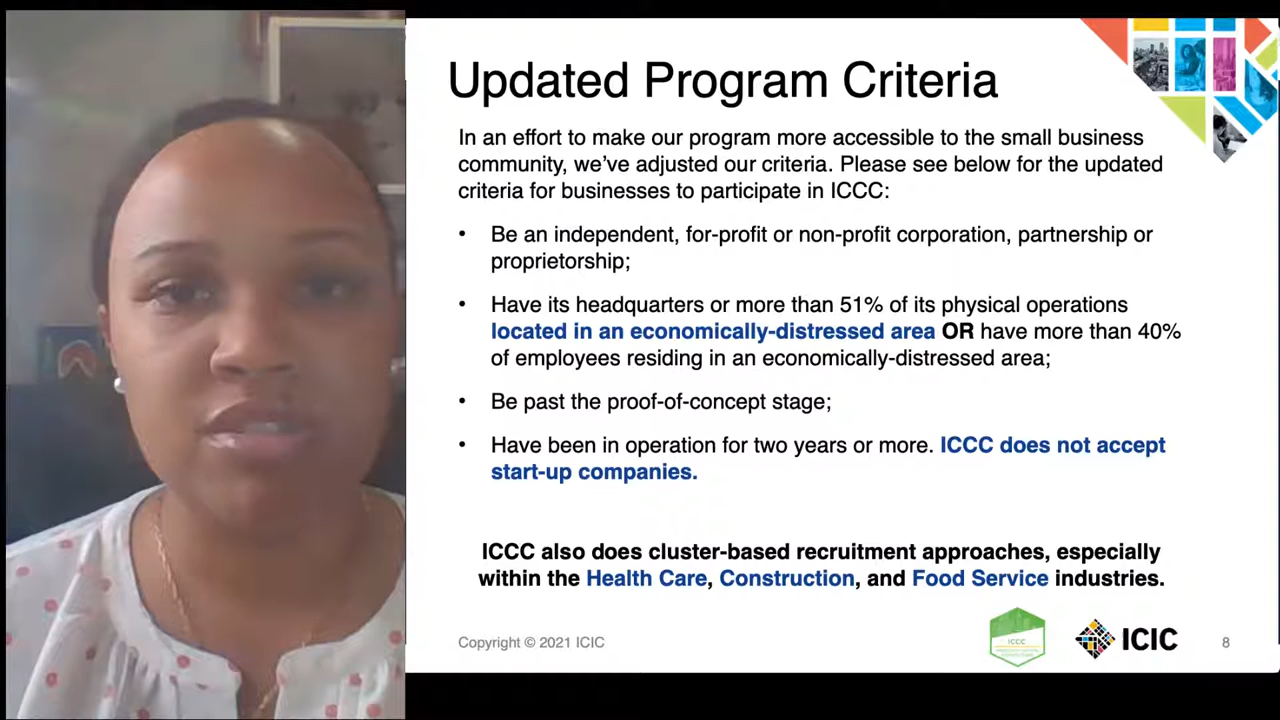 Updated Program Criteria
In an effort to make our program more accessible to the small business
community, we've adjusted our criteria. Please see below for the updated
criteria for businesses to participate in ICCC:
• Be an independent, for-profit or non-profit corporation, partnership or
proprietorship;
• Have its headquarters or more than 51% of its physical operations
located in an economically-distressed area OR have more than 40%
of employees residing in an economically-distressed area;
• Be past the proof-of-concept stage;
• Have been in operation for two years or more. ICCC does not accept
start-up companies.
ICCC also does cluster-based recruitment approaches, especially
within the Health Care, Construction, and Food Service industries.
Copyright © 2021 ICIC
ICCC
ICIC
8